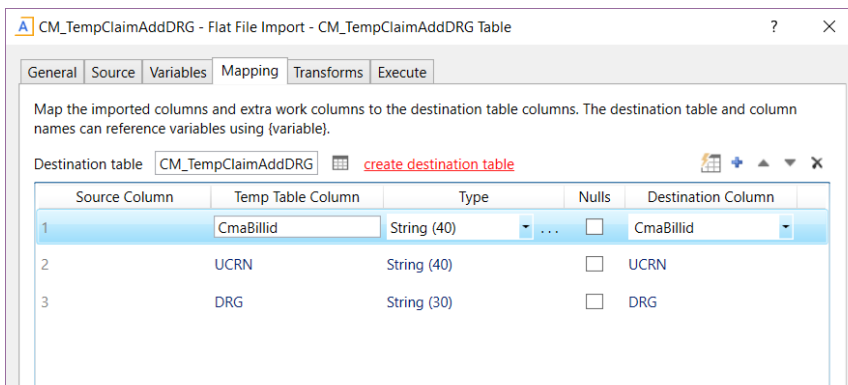 A CM_TempClaimAddDRG - Flat File Import - CM_TempClaimAddDRG Table ? ×
General Source Variables Mapping Transforms Execute
Map the imported columns and extra work columns to the destination table columns. The destination table and column
names can reference variables using {variable}.
Destination table CM_TempClaimAddDRG create destination table
Source Column Temp Table Column Type Nulls Destination Column
1 CmaBillid String (40) ... CmaBillid
2 UCRN String (40) UCRN
3 DRG String (30) DRG